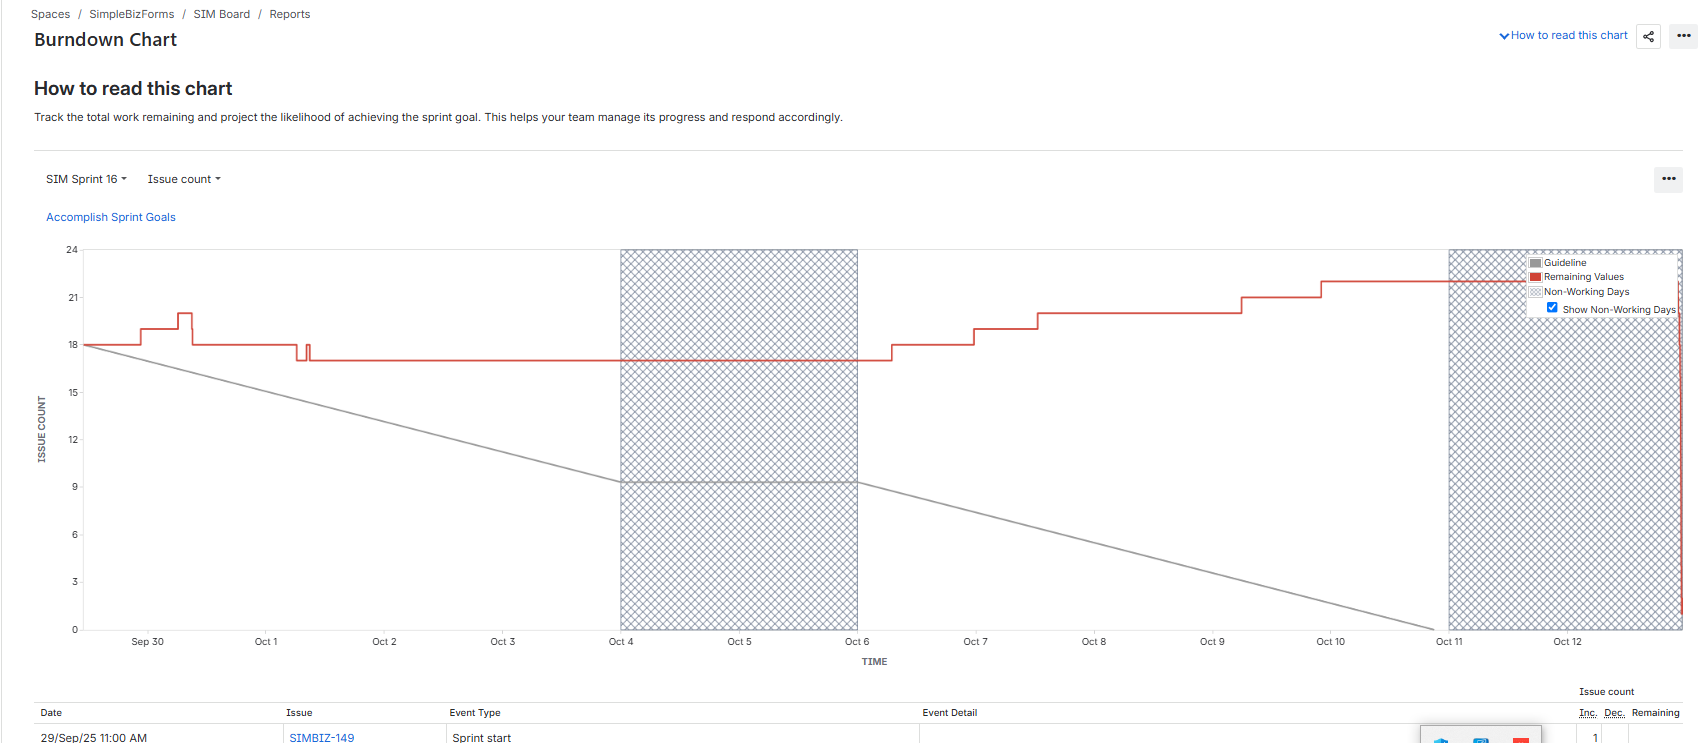 Spaces / SimpleBizForms / SIM Board / Reports
Burndown Chart
How to read this chart
How to read this chart
Track the total work remaining and project the likelihood of achieving the sprint goal. This helps your team manage its progress and respond accordingly.
SIM Sprint 16 Issue count
Accomplish Sprint Goals
24
21
18
15
12
9
6
3
0
ISSUE COUNT
Guideline
Remaining Values
Non-Working Days
Show Non-Working Days
Sep 30 Oct 1 Oct 2 Oct 3 Oct 4 Oct 5 Oct 6 Oct 7 Oct 8 Oct 9 Oct 10 Oct 11 Oct 12
TIME
Issue count
Date Issue Event Type Event Detail Inc. Dec. Remaining
29/Sep/25 11:00 AM SIMBIZ-149 Sprint start 1